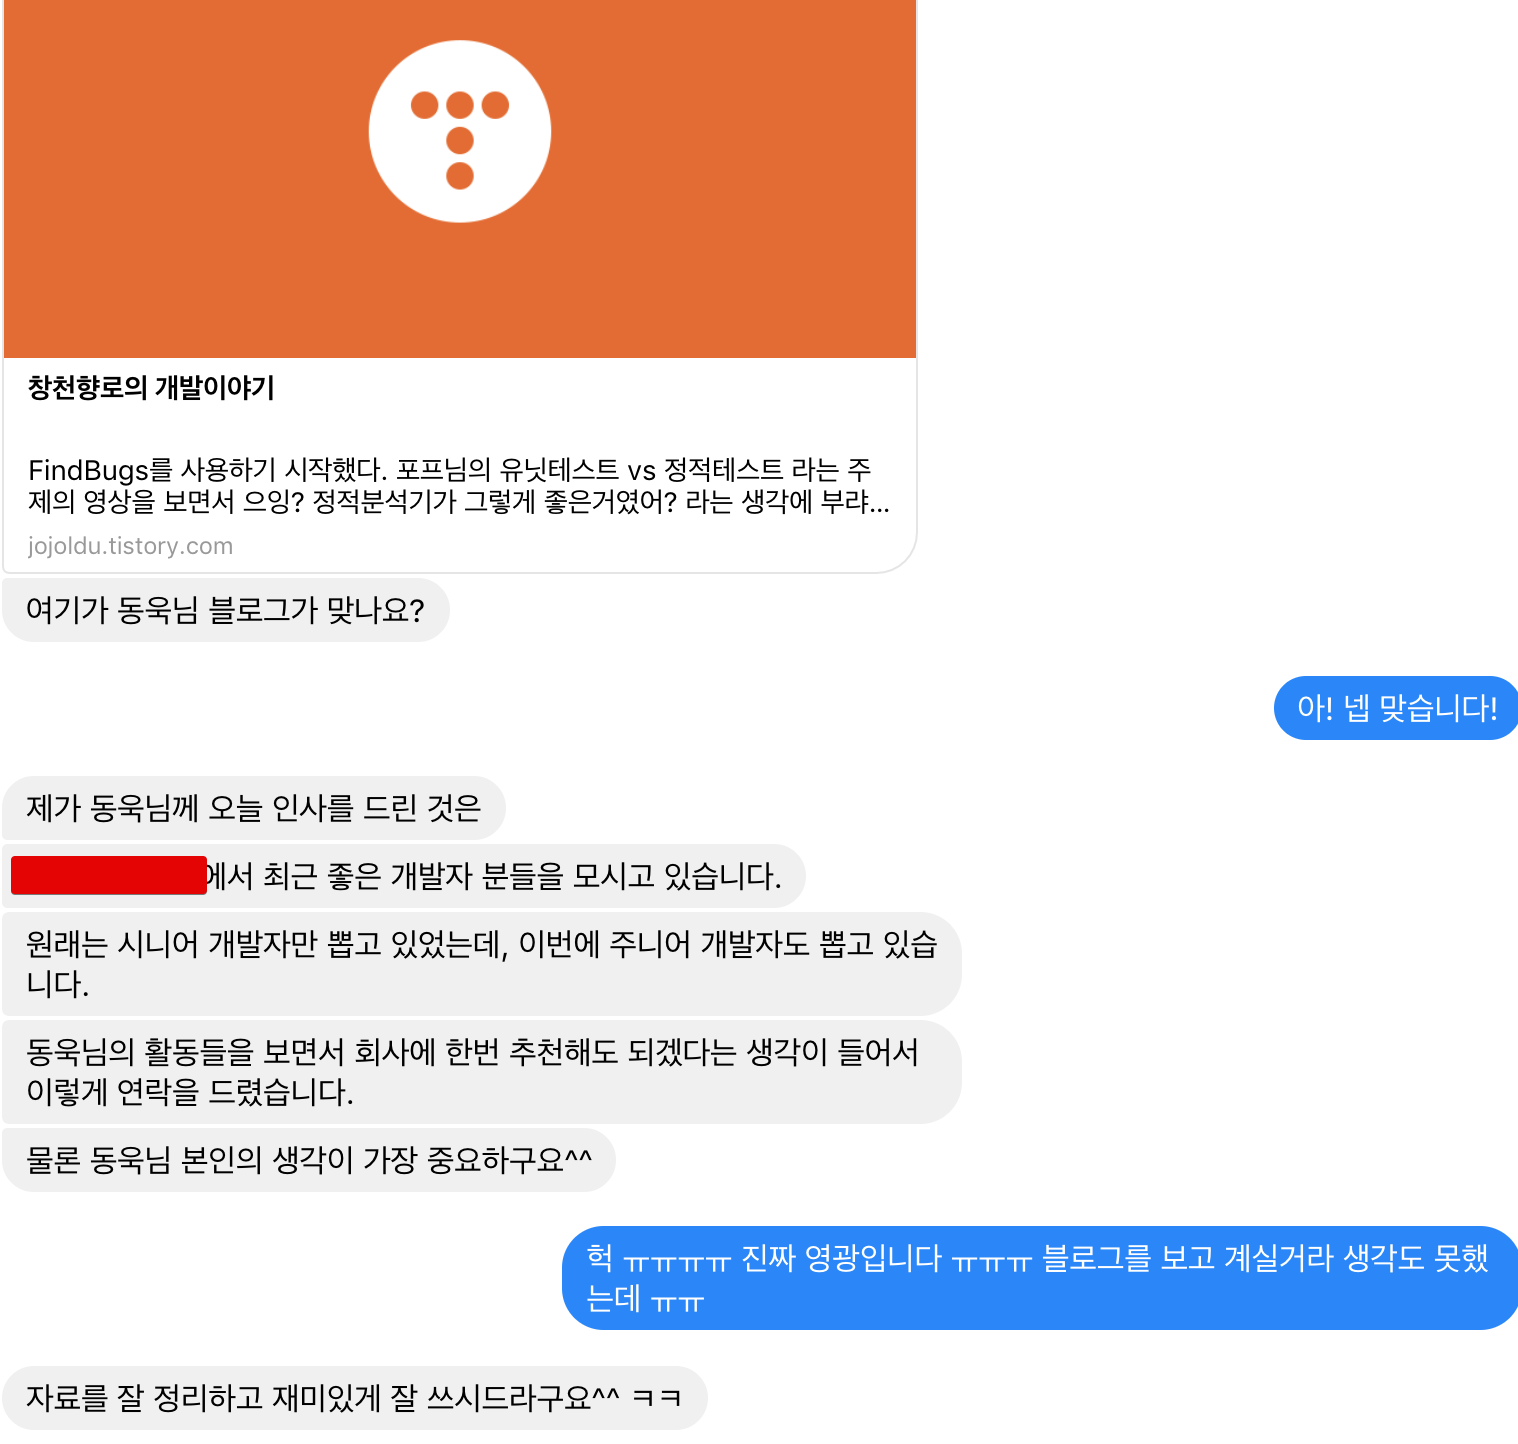 창천향로의 개발이야기
FindBugs를 사용하기 시작했다. 포프님의 유닛테스트 vs 정적테스트 라는 주
제의 영상을 보면서 으잉? 정적분석기가 그렇게 좋은거였어? 라는 생각에 부랴...
jojoldu.tistory.com
여기가 동욱님 블로그가 맞나요?
아! 넵 맞습니다!
제가 동욱님께 오늘 인사를 드린 것은
에서 최근 좋은 개발자 분들을 모시고 있습니다.
원래는 시니어 개발자만 뽑고 있었는데, 이번에 주니어 개발자도 뽑고 있습
니다.
동욱님의 활동들을 보면서 회사에 한번 추천해도 되겠다는 생각이 들어서
이렇게 연락을 드렸습니다.
물론 동욱님 본인의 생각이 가장 중요하구요^^
헉 ㅠㅠㅠㅠ 진짜 영광입니다 ㅠㅠㅠ 블로그를 보고 계실거라 생각도 못했
는데 ㅠㅠ
자료를 잘 정리하고 재미있게 잘 쓰시드라구요^^ ㅋㅋ